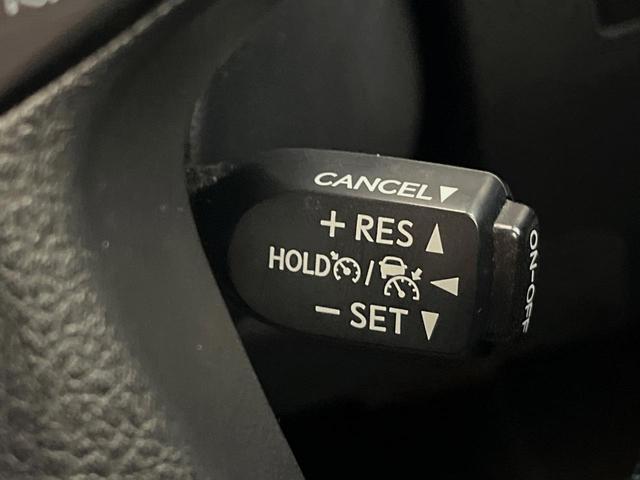 CANCEL▼
+ RES ▲
HOLD / ◀
− SET ▼
ON-OFF